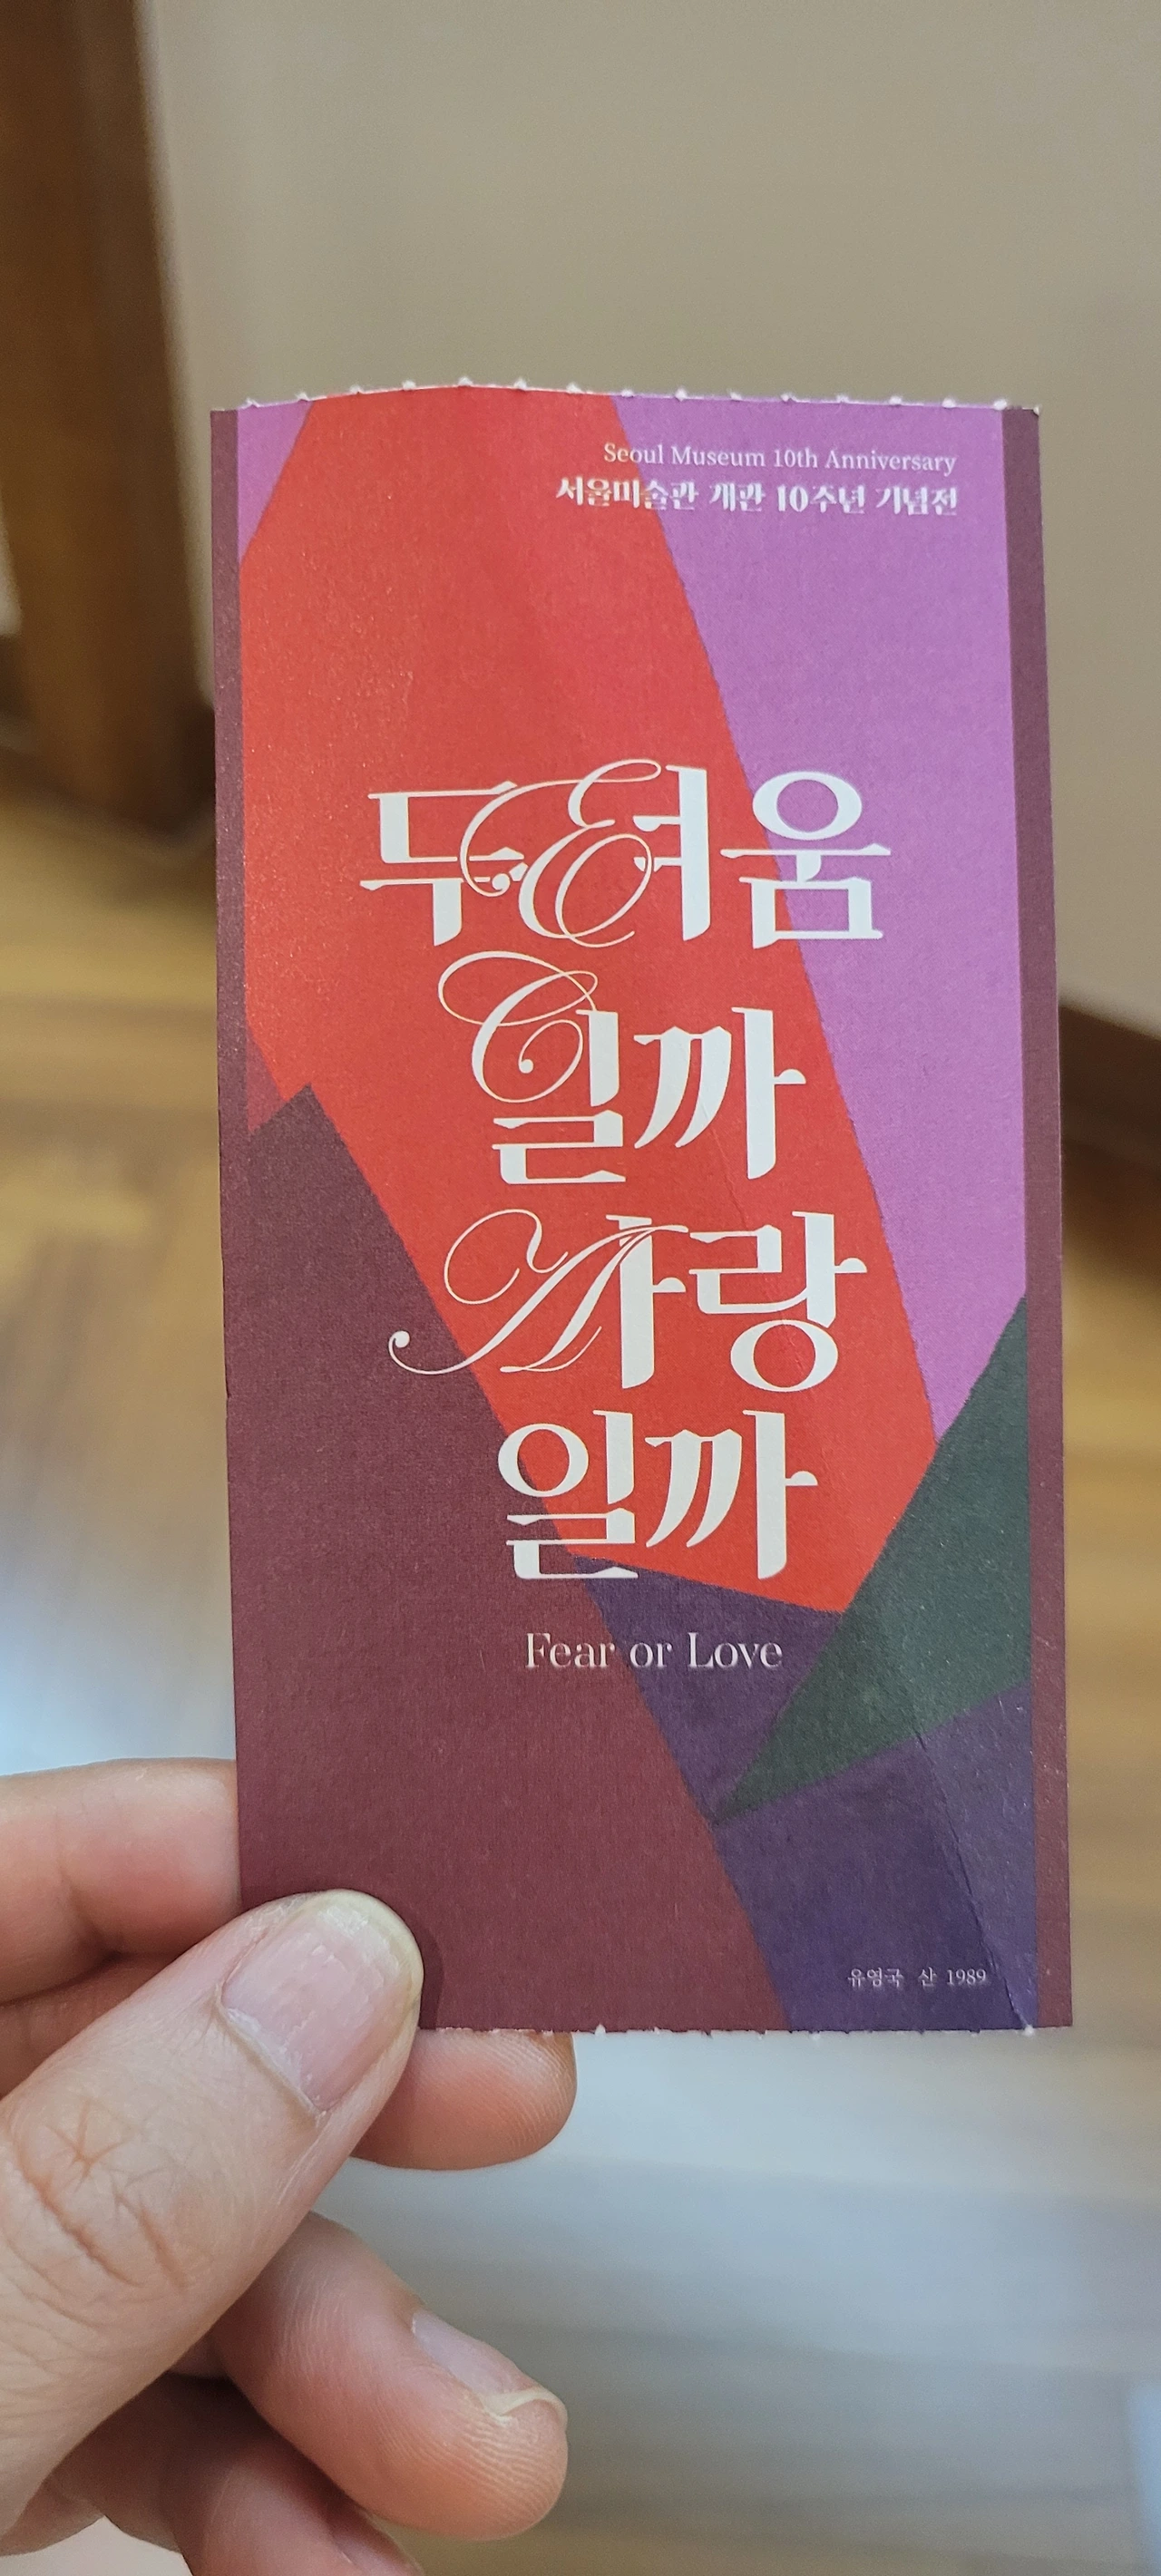 Seoul Museum 10th Anniversary
서울미술관 개관 10주년 기념전
두려움
일까
사랑
일까
Fear or Love
유영국 산 1989